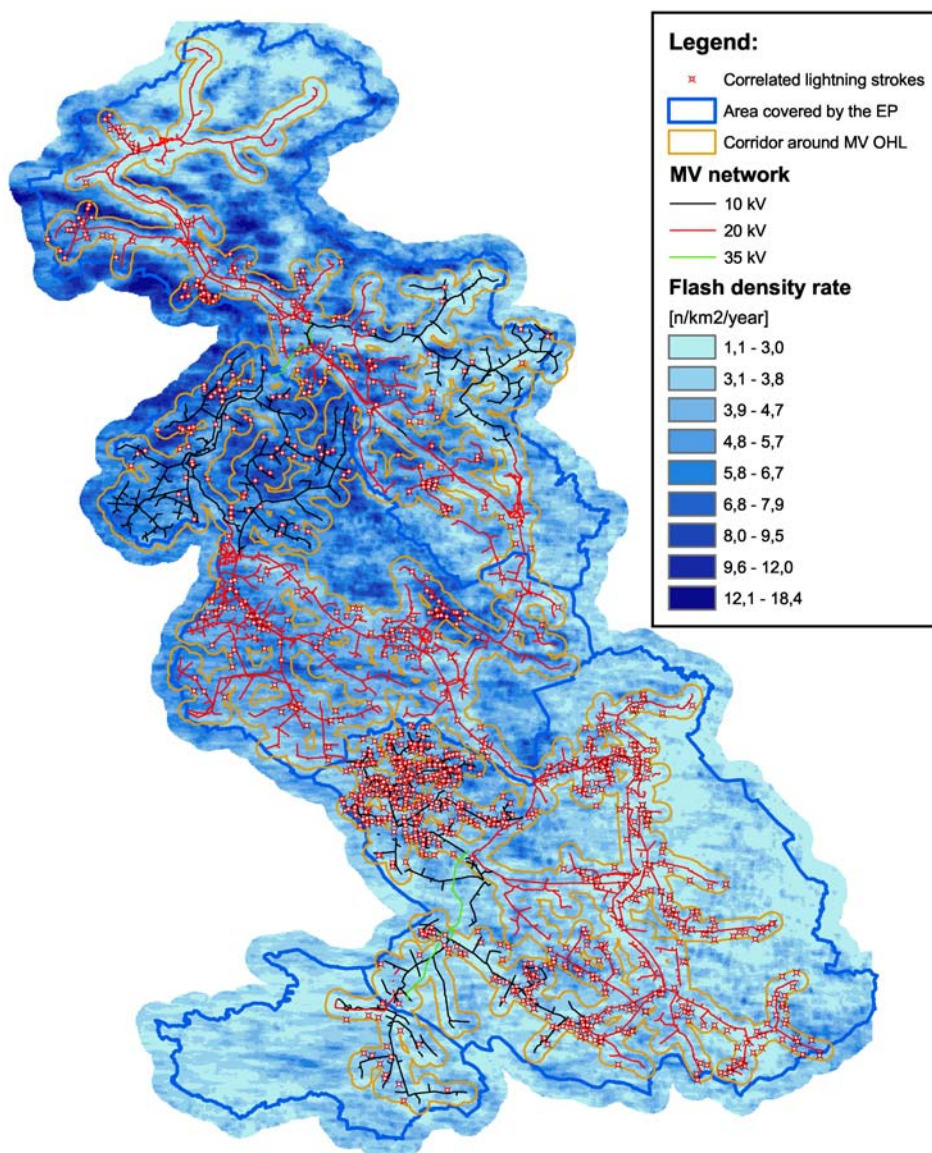 Legend:
Correlated lightning strokes
Area covered by the EP
Corridor around MV OHL
MV network
10 kV
20 kV
35 kV
Flash density rate
[n/km2/year]
1,1 - 3,0
3,1 - 3,8
3,9 - 4,7
4,8 - 5,7
5,8 - 6,7
6,8 - 7,9
8,0 - 9,5
9,6 - 12,0
12,1 - 18,4